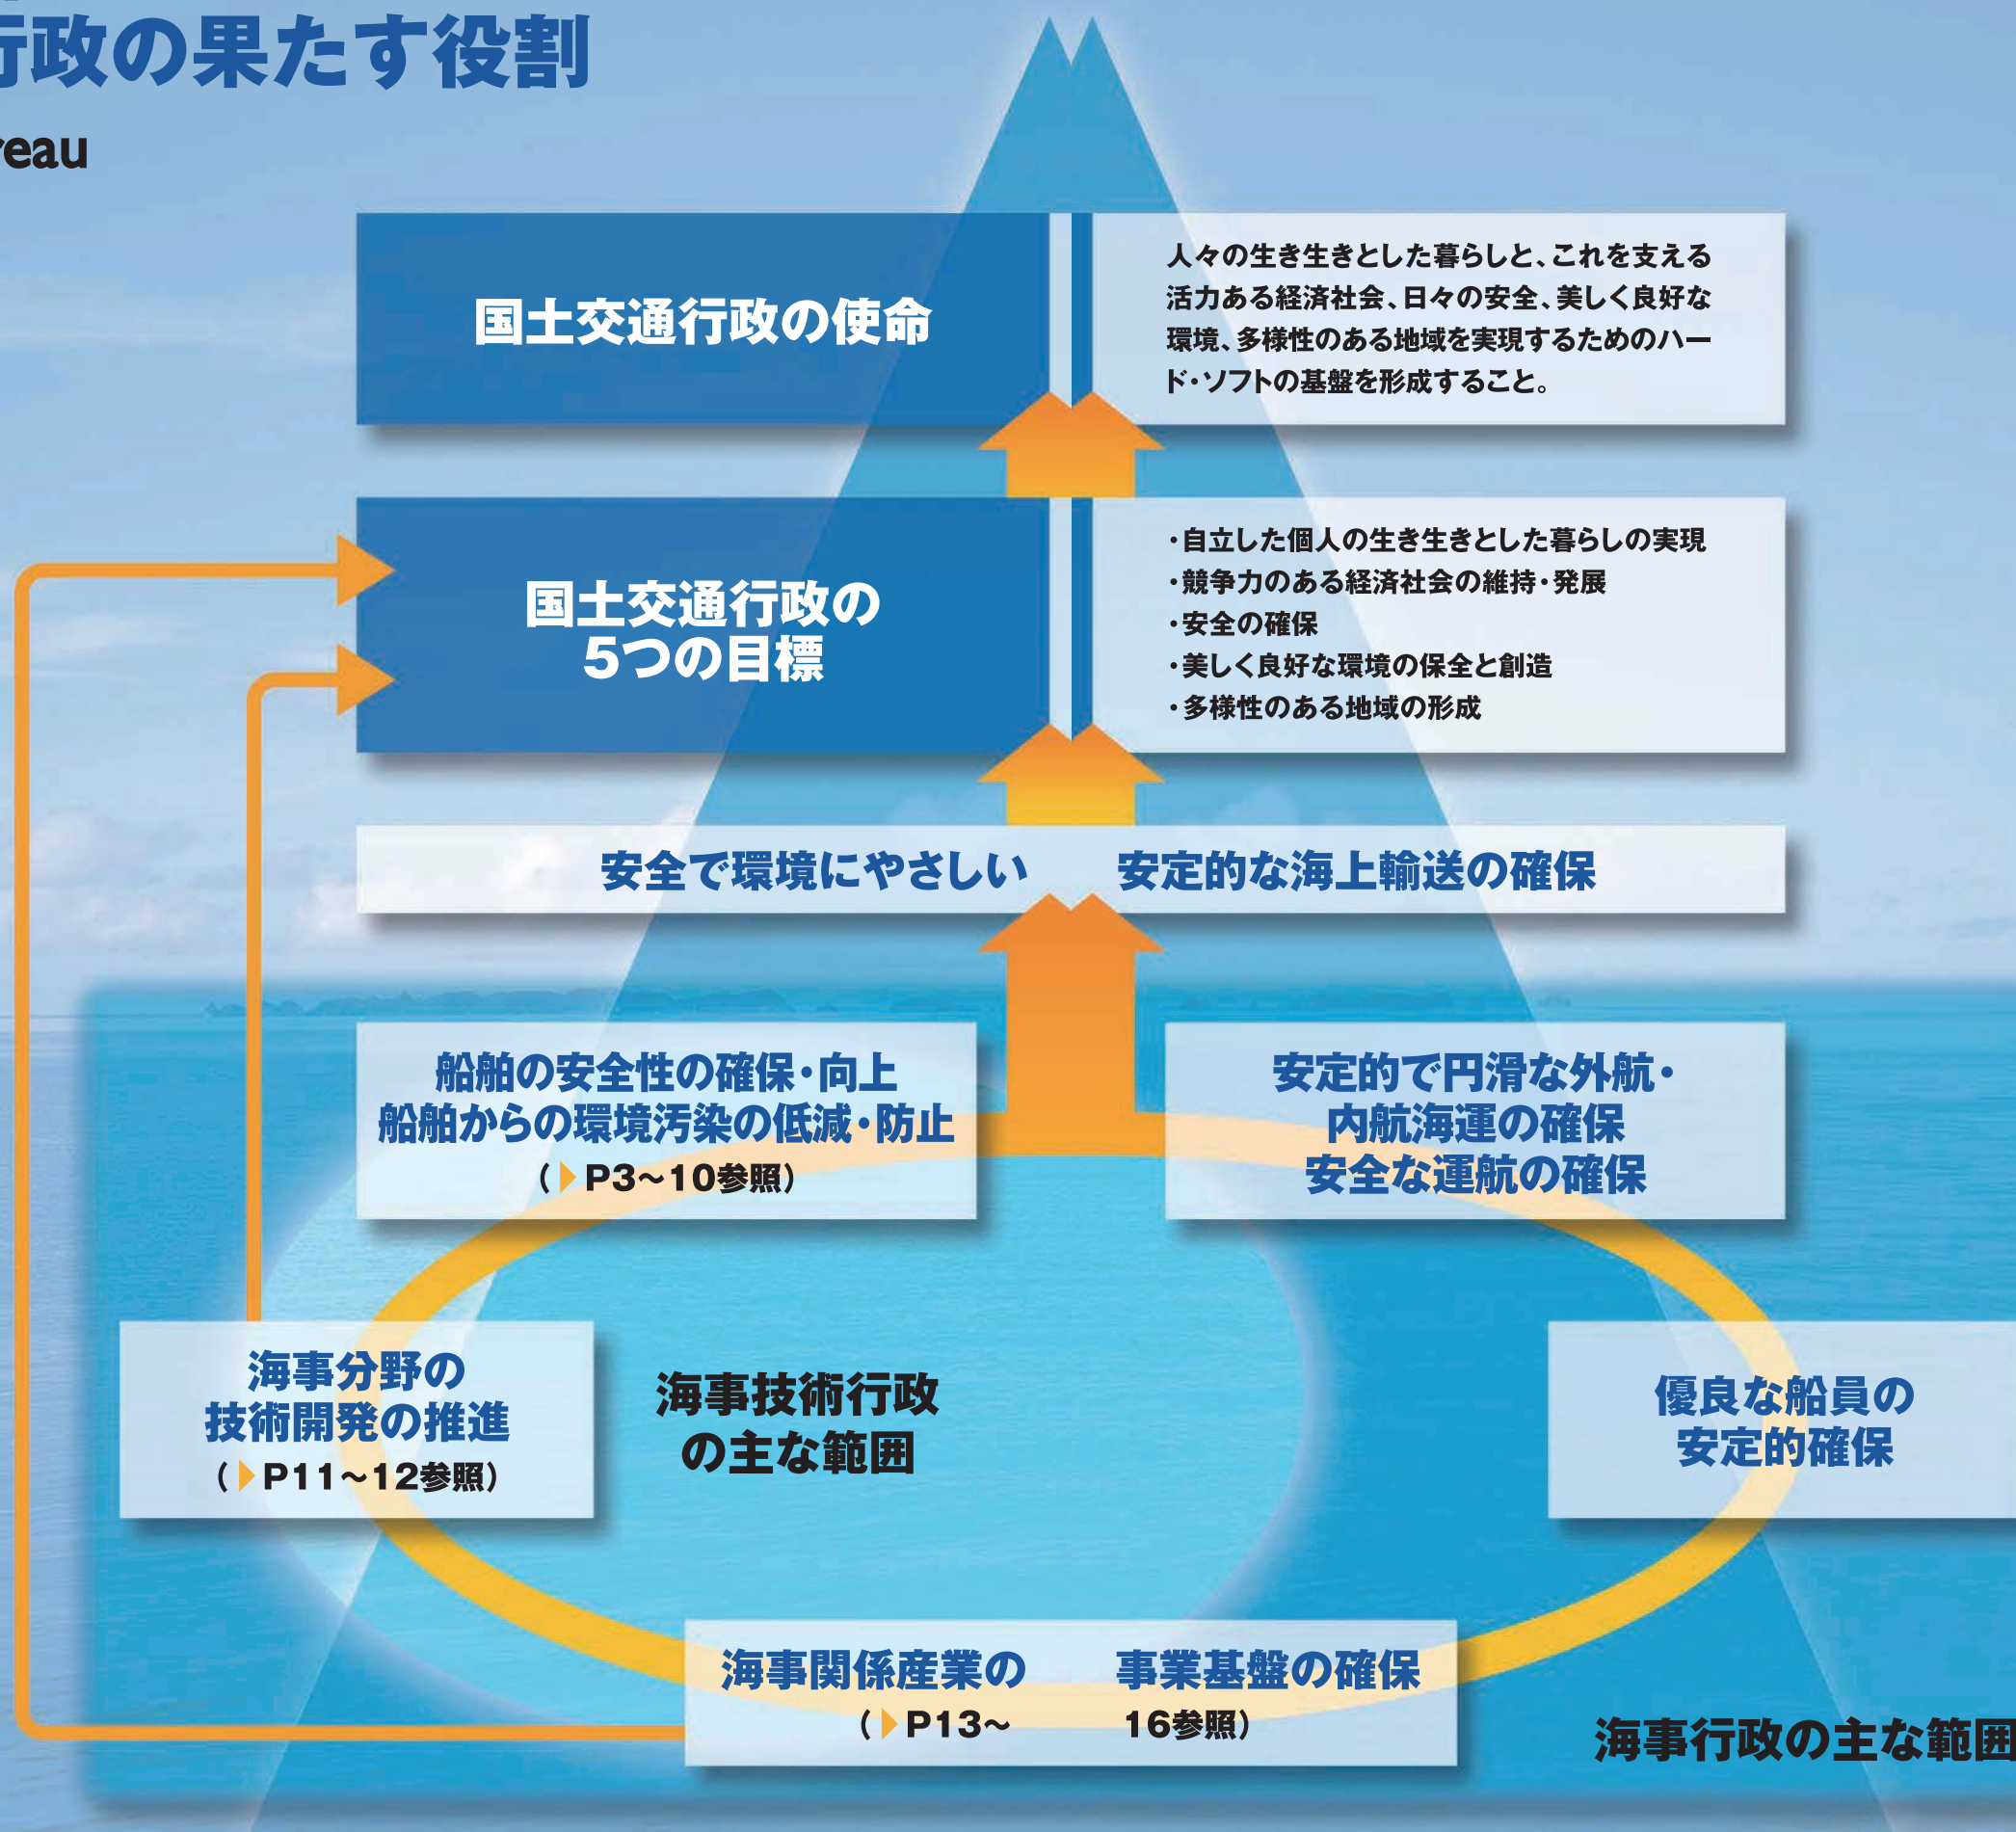 行政の果たす役割
reau
国土交通行政の使命
人々の生き生きとした暮らしと、これを支える
活力ある経済社会、日々の安全、美しく良好な
環境、多様性のある地域を実現するためのハー
ド・ソフトの基盤を形成すること。
国土交通行政の
5つの目標
・自立した個人の生き生きとした暮らしの実現
・競争力のある経済社会の維持・発展
・安全の確保
・美しく良好な環境の保全と創造
・多様性のある地域の形成
安全で環境にやさしい 安定的な海上輸送の確保
船舶の安全性の確保・向上
船舶からの環境汚染の低減・防止
(▶P3〜10参照)
安定的で円滑な外航・
内航海運の確保
安全な運航の確保
海事分野の
技術開発の推進
(▶P11〜12参照)
海事技術行政
の主な範囲
優良な船員の
安定的確保
海事関係産業の 事業基盤の確保
(▶P13〜 16参照)
海事行政の主な範囲